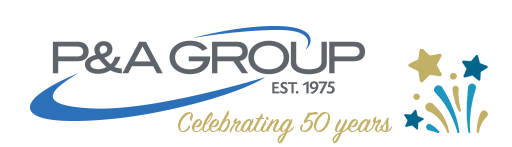 P&A GROUP
EST. 1975
Celebrating 50 years